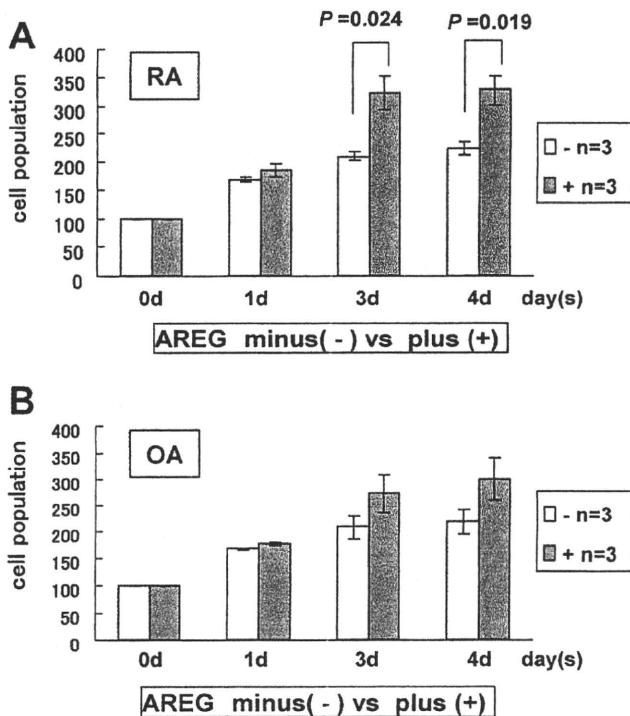 A
P =0.024
P =0.019
RA
cell population
400
350
300
250
200
150
100
50
0
0d 1d 3d 4d day(s)
- n=3
+ n=3
AREG minus( - ) vs plus (+)
B
OA
cell population
400
350
300
250
200
150
100
50
0
0d 1d 3d 4d day(s)
- n=3
+ n=3
AREG minus( - ) vs plus (+)